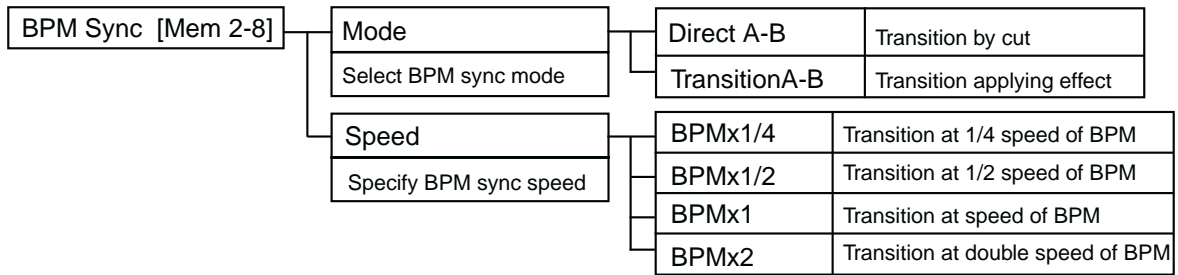 BPM Sync [Mem 2-8]
Mode
Select BPM sync mode
Direct A-B
Transition by cut
TransitionA-B
Transition applying effect
Speed
Specify BPM sync speed
BPMx1/4
Transition at 1/4 speed of BPM
BPMx1/2
Transition at 1/2 speed of BPM
BPMx1
Transition at speed of BPM
BPMx2
Transition at double speed of BPM